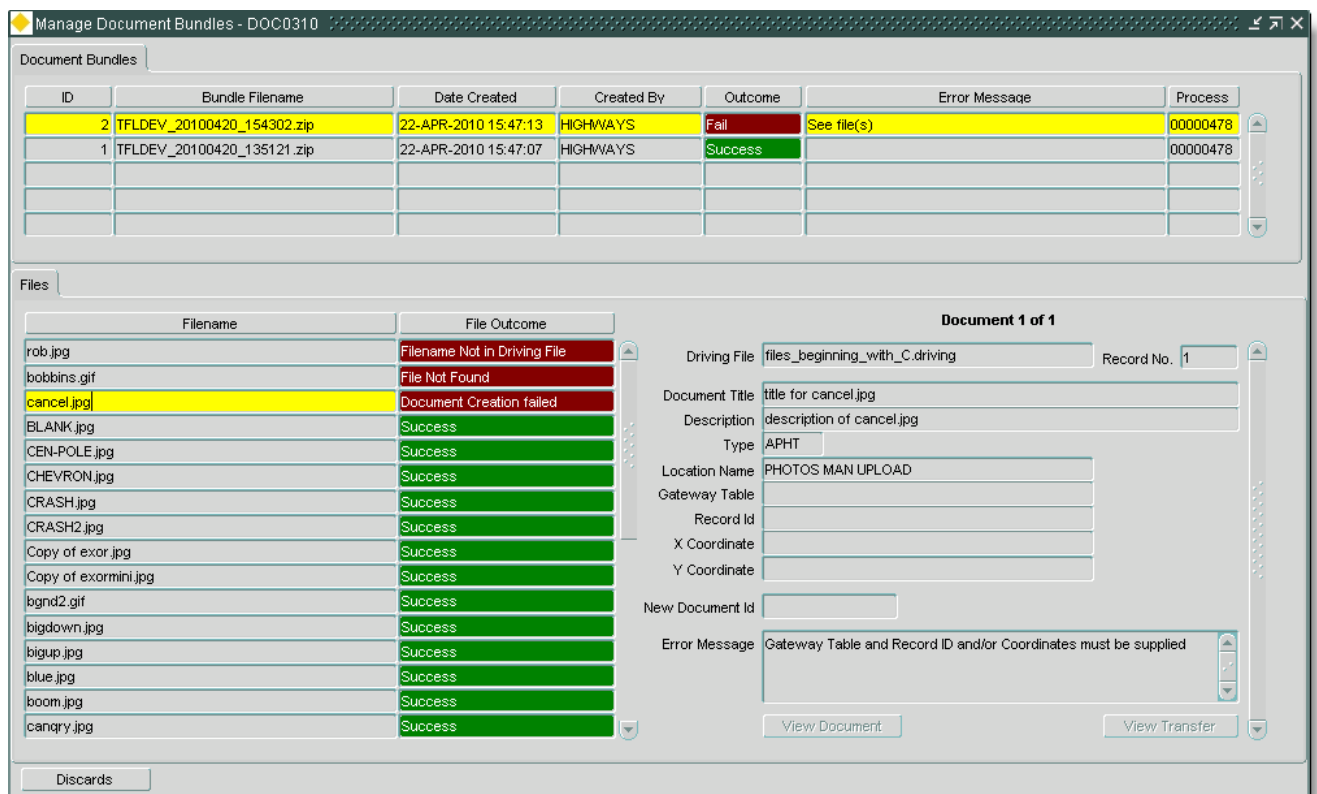 Manage Document Bundles - DOC0310
Document Bundles
ID Bundle Filename Date Created Created By Outcome Error Message Process
2 TFLDEV_20100420_154302.zip 22-APR-2010 15:47:13 HIGHWAYS Fail See file(s) 00000478
1 TFLDEV_20100420_135121.zip 22-APR-2010 15:47:07 HIGHWAYS Success 00000478
Files
Filename File Outcome
rob.jpg Filename Not in Driving File
bobbins.gif File Not Found
cancel.jpg Document Creation failed
BLANK.jpg Success
CEN-POLE.jpg Success
CHEVRON.jpg Success
CRASH.jpg Success
CRASH2.jpg Success
Copy of exor.jpg Success
Copy of exormini.jpg Success
bgnd2.gif Success
bigdown.jpg Success
bigup.jpg Success
blue.jpg Success
boom.jpg Success
canqry.jpg Success
Document 1 of 1
Driving File files_beginning_with_C.driving Record No. 1
Document Title title for cancel.jpg
Description description of cancel.jpg
Type APHT
Location Name PHOTOS MAN UPLOAD
Gateway Table
Record Id
X Coordinate
Y Coordinate
New Document Id
Error Message Gateway Table and Record ID and/or Coordinates must be supplied
View Document View Transfer
Discards